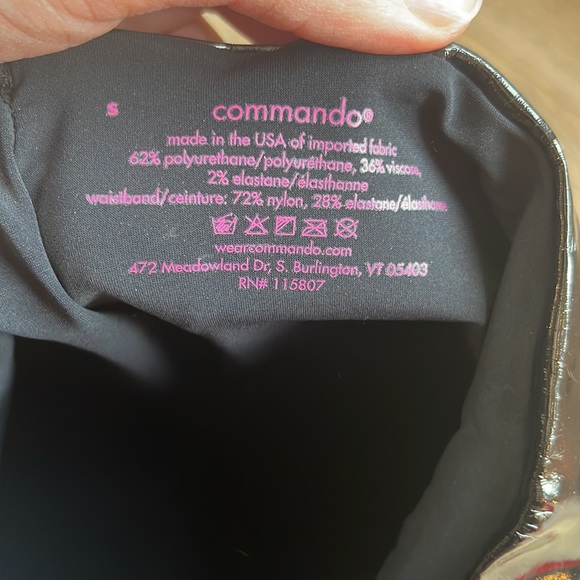 S
commando®
made in the USA of imported fabric
62% polyurethane/polyuréthane, 36% viscose,
2% elastane/élasthanne
waistband/ceinture: 72% nylon, 28% elastane/élasthanne
wearcommando.com
472 Meadowland Dr, S. Burlington, VT 05403
RN# 115807